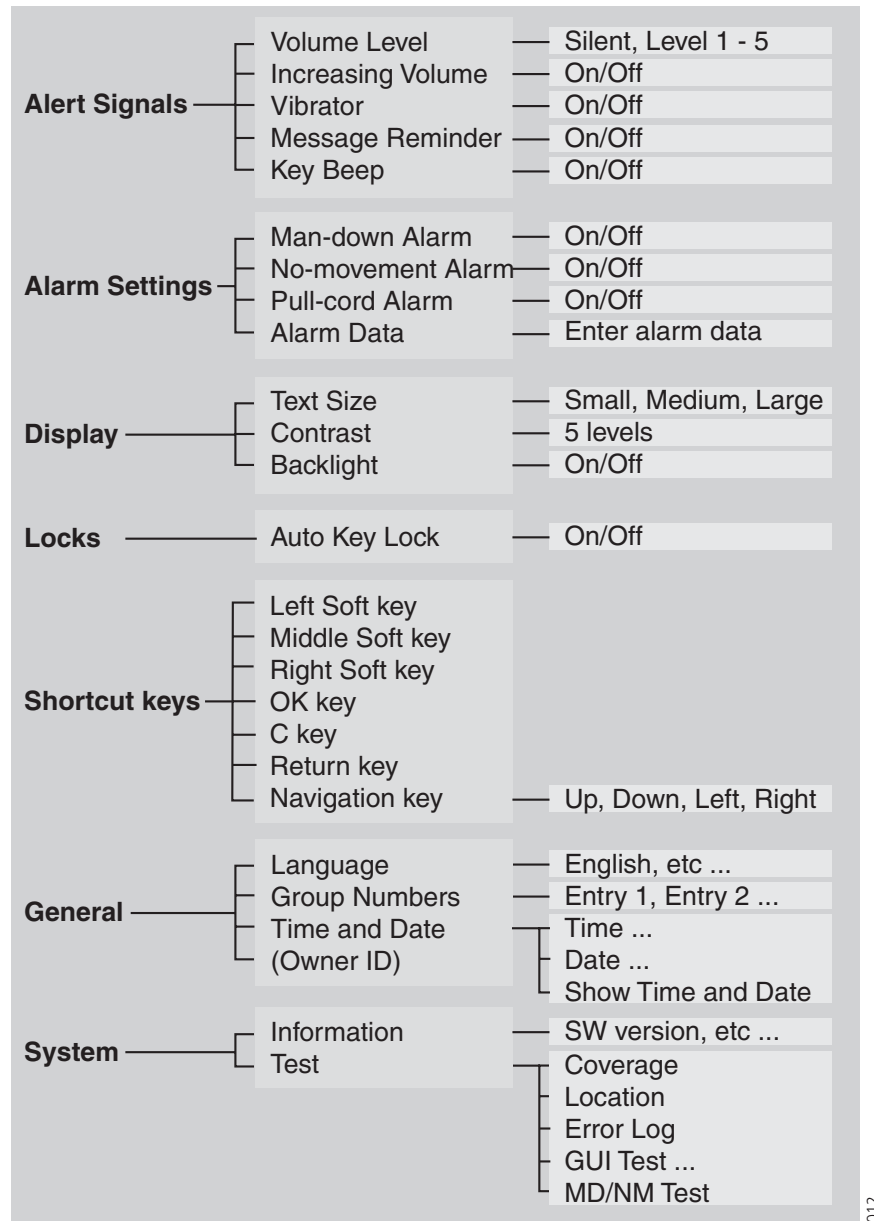 Alert Signals
Volume Level
Silent, Level 1 - 5
Increasing Volume
On/Off
Vibrator
On/Off
Message Reminder
On/Off
Key Beep
On/Off
Alarm Settings
Man-down Alarm
On/Off
No-movement Alarm
On/Off
Pull-cord Alarm
On/Off
Alarm Data
Enter alarm data
Display
Text Size
Small, Medium, Large
Contrast
5 levels
Backlight
On/Off
Locks
Auto Key Lock
On/Off
Shortcut keys
Left Soft key
Middle Soft key
Right Soft key
OK key
C key
Return key
Navigation key
Up, Down, Left, Right
General
Language
English, etc ...
Group Numbers
Entry 1, Entry 2 ...
Time and Date
Time ...
Date ...
Show Time and Date
(Owner ID)
System
Information
SW version, etc ...
Test
Coverage
Location
Error Log
GUI Test ...
MD/NM Test
012